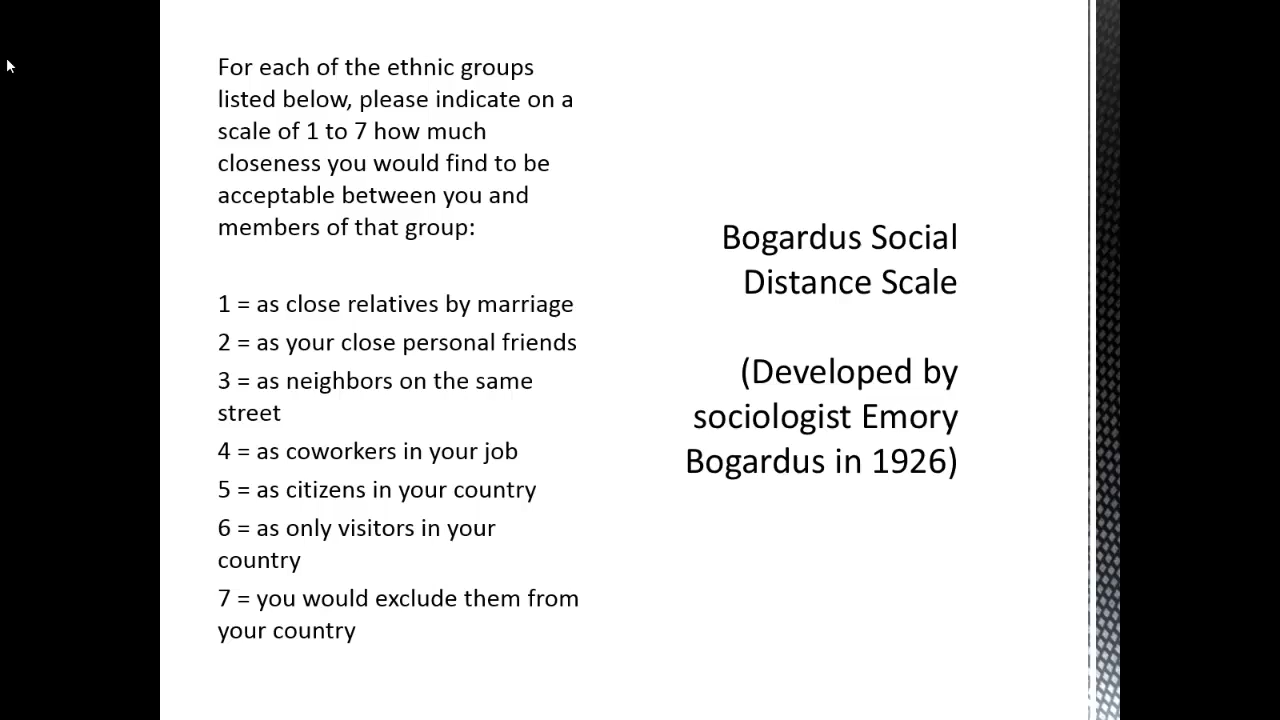 For each of the ethnic groups
listed below, please indicate on a
scale of 1 to 7 how much
closeness you would find to be
acceptable between you and
members of that group:
1 = as close relatives by marriage
2 = as your close personal friends
3 = as neighbors on the same
street
4 = as coworkers in your job
5 = as citizens in your country
6 = as only visitors in your
country
7 = you would exclude them from
your country
Bogardus Social
Distance Scale
(Developed by
sociologist Emory
Bogardus in 1926)